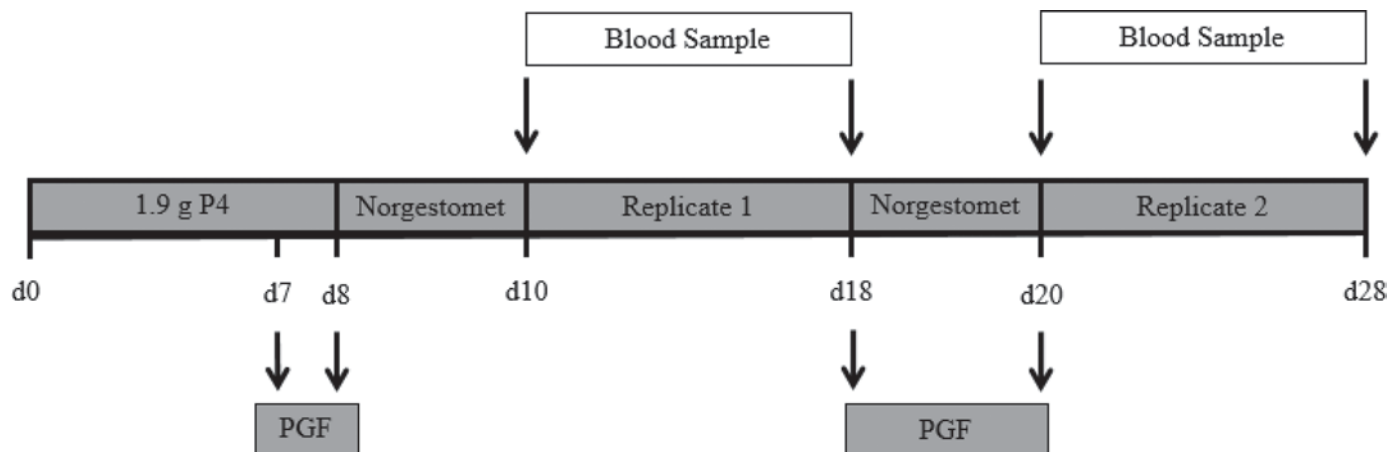 Blood Sample
Blood Sample
1.9 g P4
Norgestomet
Replicate 1
Norgestomet
Replicate 2
d0
d7
d8
d10
d18
d20
d28
PGF
PGF